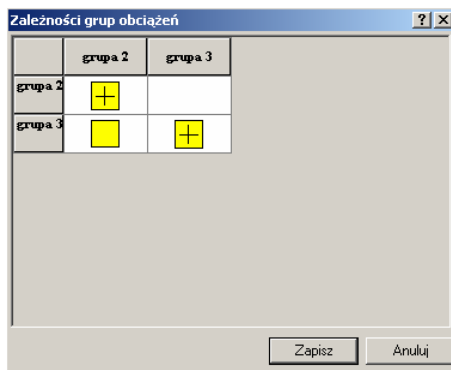 Zależności grup obciążeń
grupa 2 grupa 3
grupa 2
grupa 3
Zapisz Anuluj